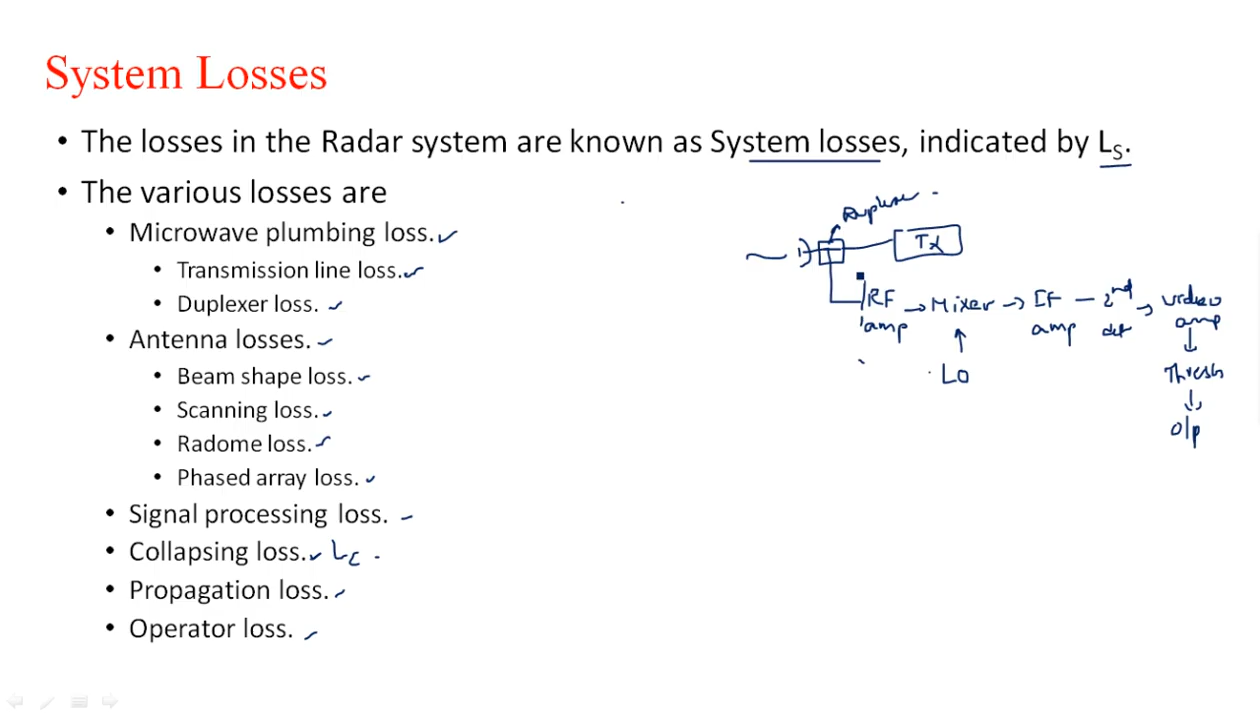 System Losses
• The losses in the Radar system are known as System losses, indicated by LS.
• The various losses are
• Microwave plumbing loss.
• Transmission line loss.
• Duplexer loss.
• Antenna losses.
• Beam shape loss.
• Scanning loss.
• Radome loss.
• Phased array loss.
• Signal processing loss.
• Collapsing loss. Lc
• Propagation loss.
• Operator loss.
Tx
RF amp → Mixer → IF amp – 2nd det → video amp
LO
Thresh
o/p